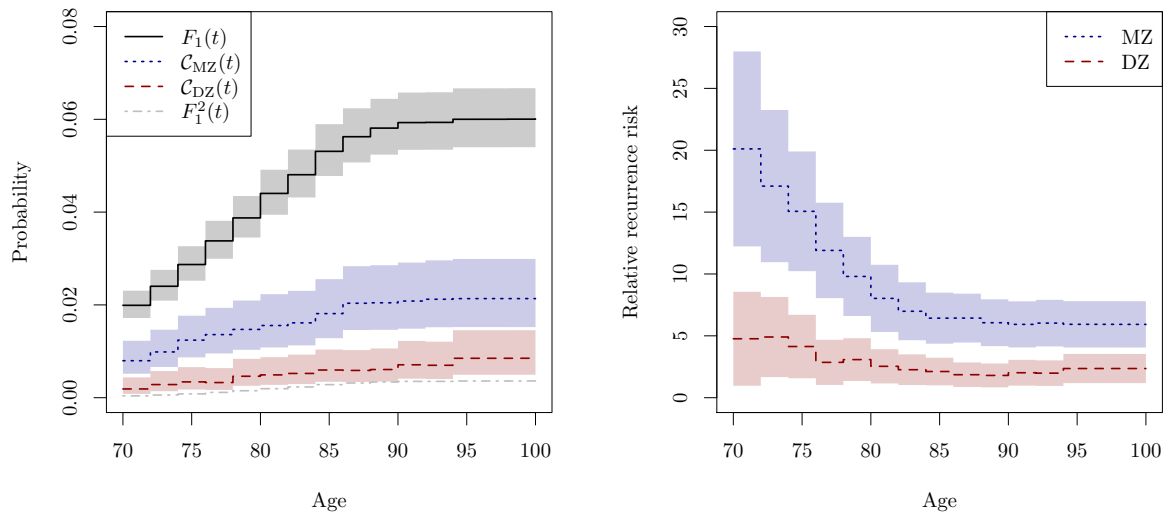 F₁(t)
𝒞MZ(t)
𝒞DZ(t)
F₁²(t)
Probability
0.00
0.02
0.04
0.06
0.08
70 75 80 85 90 95 100
Age
MZ
DZ
Relative recurrence risk
0
5
10
15
20
25
30
70 75 80 85 90 95 100
Age